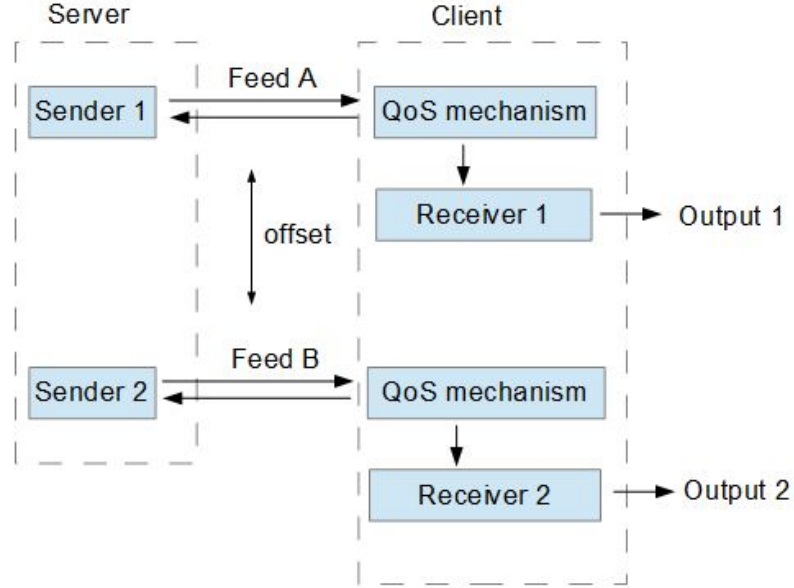 Server
Client
Feed A
Sender 1
QoS mechanism
Receiver 1
Output 1
offset
Feed B
Sender 2
QoS mechanism
Receiver 2
Output 2